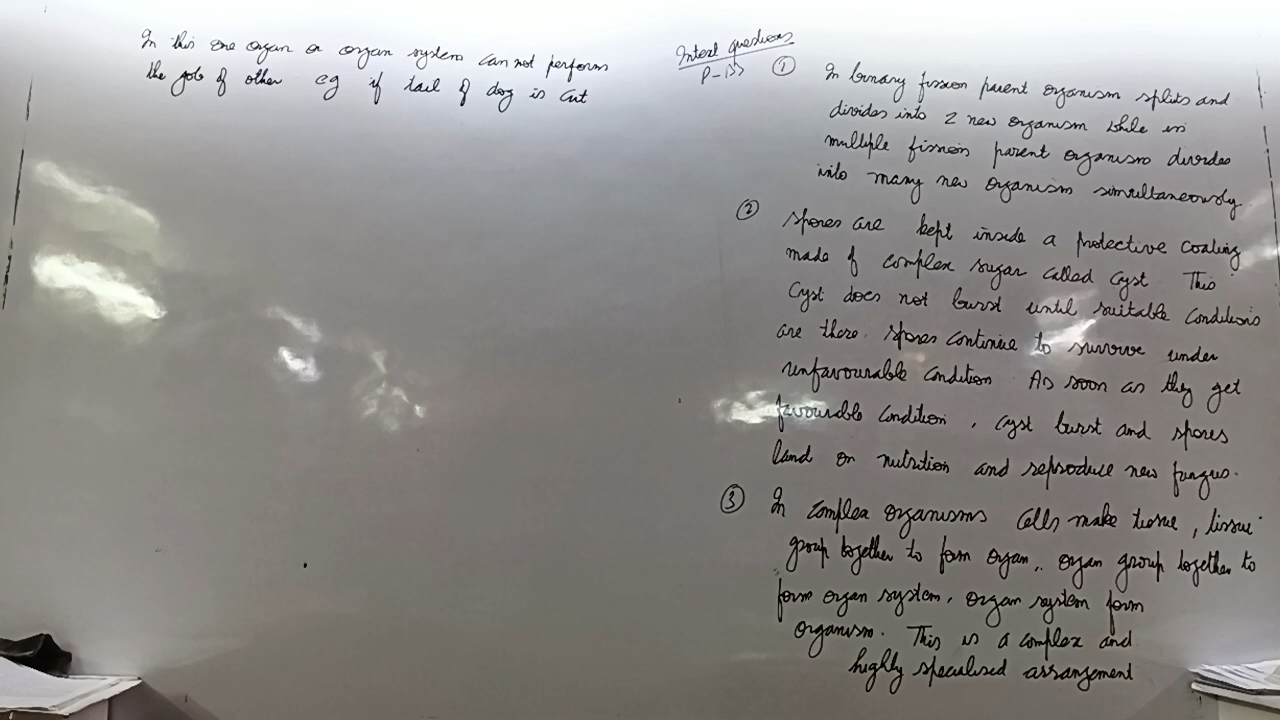 In this one organ or organ system can not perform
the job of other eg if tail of dog is cut
Intext questions
P-133
① In binary fission parent organism splits and
divides into 2 new organism while in
multiple fission parent organism divides
into many new organism simultaneously
② Spores are kept inside a protective coating
made of complex sugar called cyst This
cyst does not burst until suitable conditions
are there. Spores continue to survive under
unfavourable condition As soon as they get
favourable condition, cyst burst and spores
land on nutrition and reproduce new fungus.
③ In complex organisms cells make tissue, tissue
group together to form organ, organ group together to
form organ system, organ system form
organism. This is a complex and
highly specialised arrangement